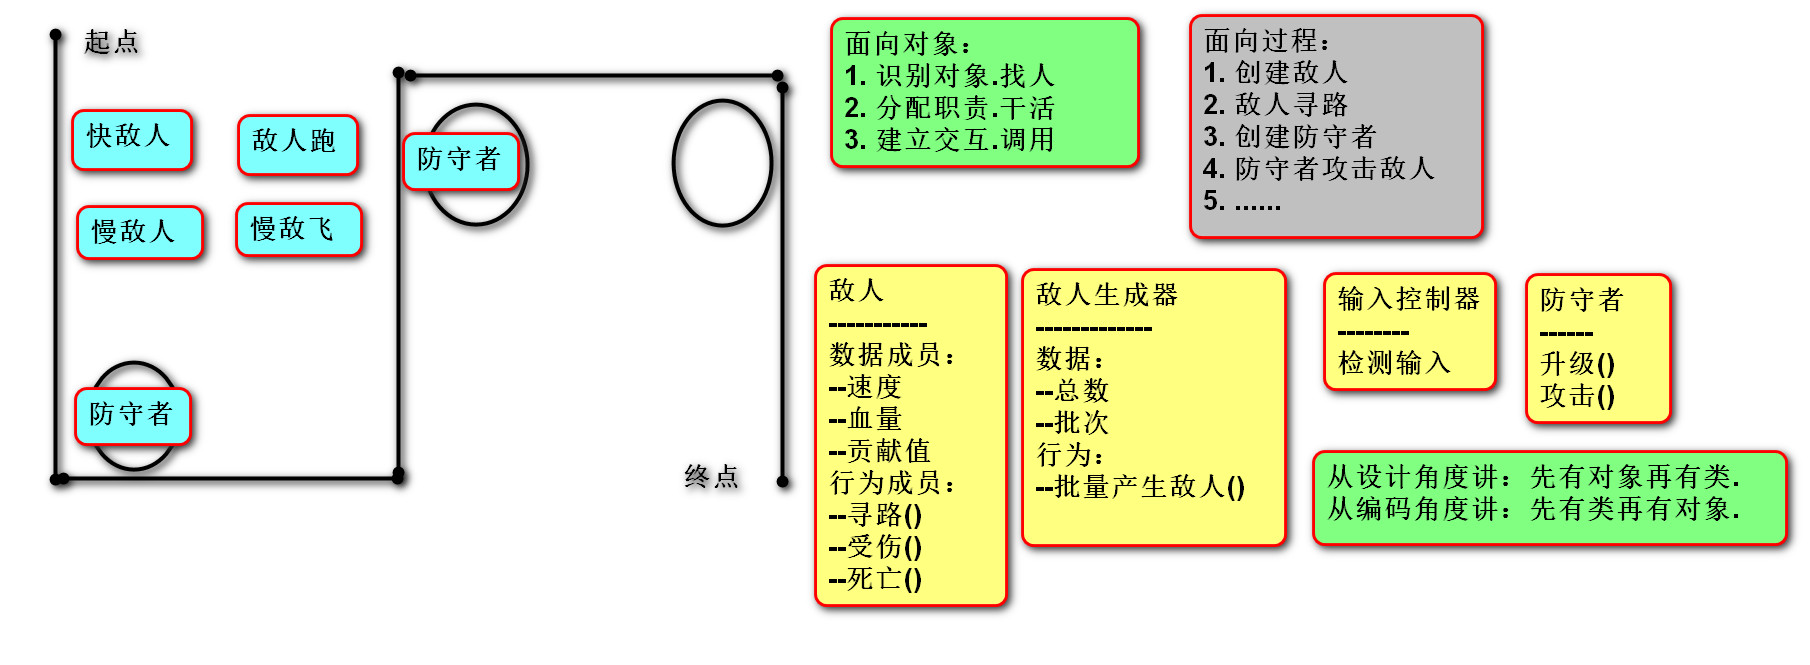 起点
快敌人
敌人跑
慢敌人
慢敌飞
防守者
防守者
终点
面向对象：
1. 识别对象.找人
2. 分配职责.干活
3. 建立交互.调用
面向过程：
1. 创建敌人
2. 敌人寻路
3. 创建防守者
4. 防守者攻击敌人
5. ......
敌人
-----------
数据成员：
--速度
--血量
--贡献值
行为成员：
--寻路()
--受伤()
--死亡()
敌人生成器
-------------
数据：
--总数
--批次
行为：
--批量产生敌人()
输入控制器
--------
检测输入
防守者
------
升级()
攻击()
从设计角度讲：先有对象再有类.
从编码角度讲：先有类再有对象.